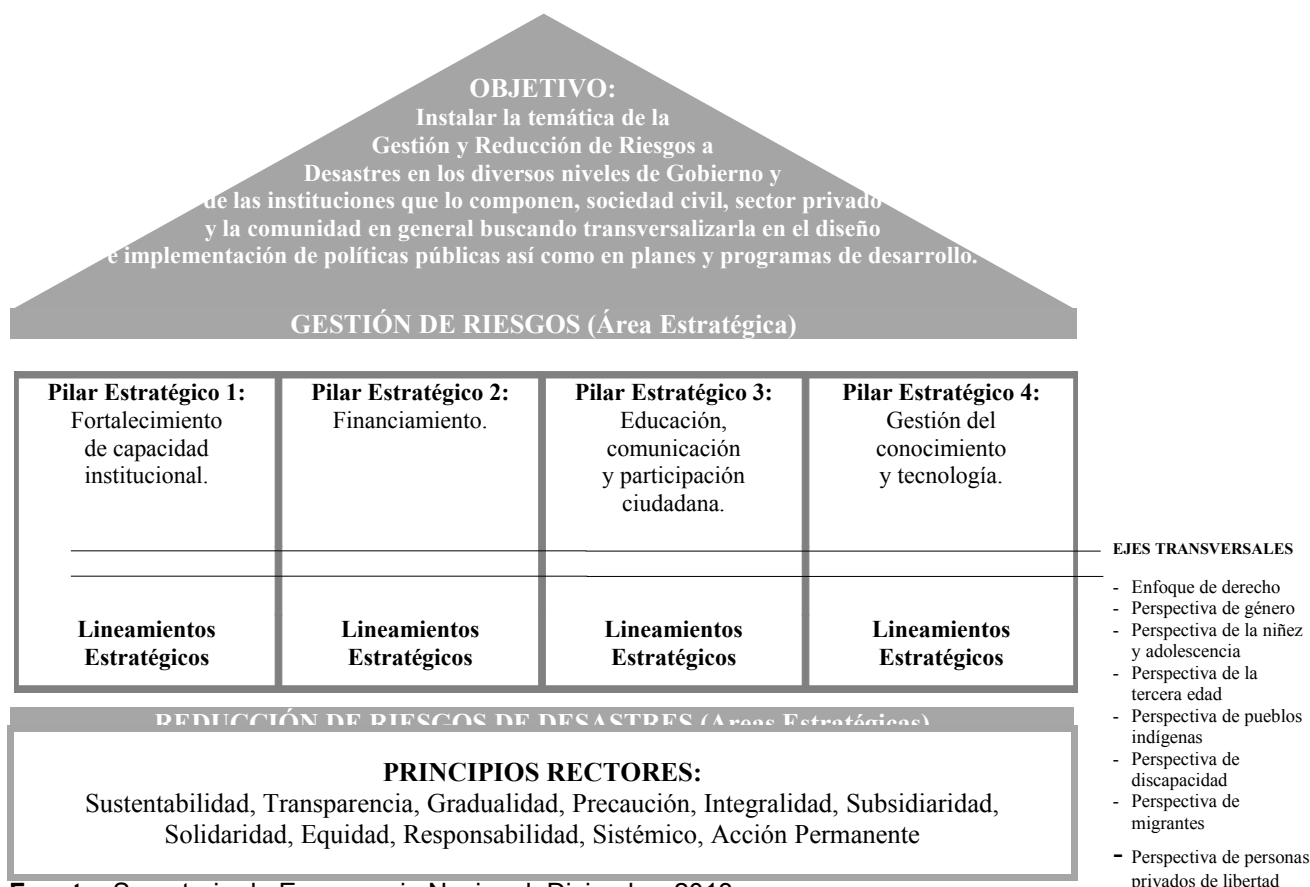 OBJETIVO:
Instalar la temática de la
Gestión y Reducción de Riesgos a
Desastres en los diversos niveles de Gobierno y
de las instituciones que lo componen, sociedad civil, sector privado
y la comunidad en general buscando transversalizarla en el diseño
e implementación de políticas públicas así como en planes y programas de desarrollo.
GESTIÓN DE RIESGOS (Área Estratégica)
Pilar Estratégico 1:
Fortalecimiento
de capacidad
institucional.
Lineamientos
Estratégicos
Pilar Estratégico 2:
Financiamiento.
Lineamientos
Estratégicos
Pilar Estratégico 3:
Educación,
comunicación
y participación
ciudadana.
Lineamientos
Estratégicos
Pilar Estratégico 4:
Gestión del
conocimiento
y tecnología.
Lineamientos
Estratégicos
EJES TRANSVERSALES
- Enfoque de derecho
- Perspectiva de género
- Perspectiva de la niñez
y adolescencia
- Perspectiva de la
tercera edad
- Perspectiva de pueblos
indígenas
- Perspectiva de
discapacidad
- Perspectiva de
migrantes
- Perspectiva de personas
privados de libertad
REDUCCIÓN DE RIESGOS DE DESASTRES (Areas Estratégicas)
PRINCIPIOS RECTORES:
Sustentabilidad, Transparencia, Gradualidad, Precaución, Integralidad, Subsidiaridad,
Solidaridad, Equidad, Responsabilidad, Sistémico, Acción Permanente